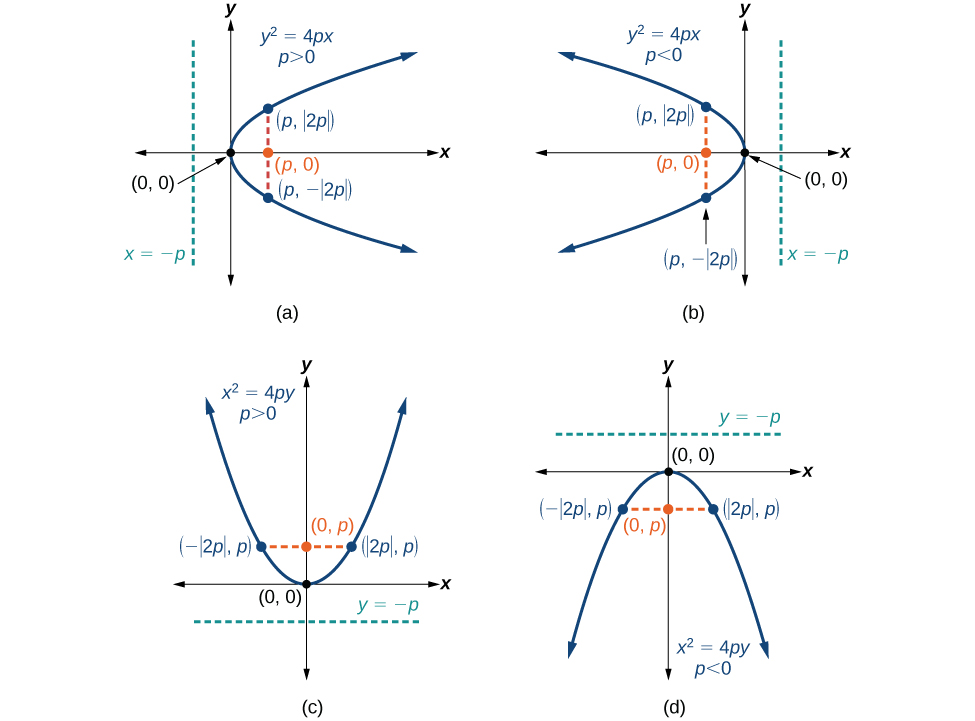 y
y² = 4px
p>0
(p, |2p|)
x
(p, 0)
(0, 0)
(p, −|2p|)
x = −p
(a)
y
y² = 4px
p<0
(p, |2p|)
x
(p, 0)
(0, 0)
(p, −|2p|)
x = −p
(b)
y
x² = 4py
p>0
(0, p)
(−|2p|, p)
(|2p|, p)
x
(0, 0)
y = −p
(c)
y
y = −p
(0, 0)
x
(−|2p|, p)
(|2p|, p)
(0, p)
x² = 4py
p<0
(d)